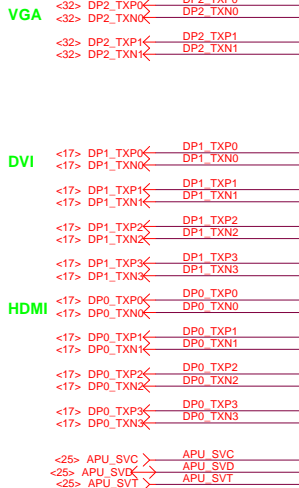 <32> DP2_TXP0 DP2_TXP0
VGA <32> DP2_TXN0 DP2_TXN0
<32> DP2_TXP1 DP2_TXP1
<32> DP2_TXN1 DP2_TXN1
<17> DP1_TXP0 DP1_TXP0
DVI <17> DP1_TXN0 DP1_TXN0
<17> DP1_TXP1 DP1_TXP1
<17> DP1_TXN1 DP1_TXN1
<17> DP1_TXP2 DP1_TXP2
<17> DP1_TXN2 DP1_TXN2
<17> DP1_TXP3 DP1_TXP3
<17> DP1_TXN3 DP1_TXN3
<17> DP0_TXP0 DP0_TXP0
HDMI <17> DP0_TXN0 DP0_TXN0
<17> DP0_TXP1 DP0_TXP1
<17> DP0_TXN1 DP0_TXN1
<17> DP0_TXP2 DP0_TXP2
<17> DP0_TXN2 DP0_TXN2
<17> DP0_TXP3 DP0_TXP3
<17> DP0_TXN3 DP0_TXN3
<25> APU_SVC APU_SVC
<25> APU_SVD APU_SVD
<25> APU_SVT APU_SVT